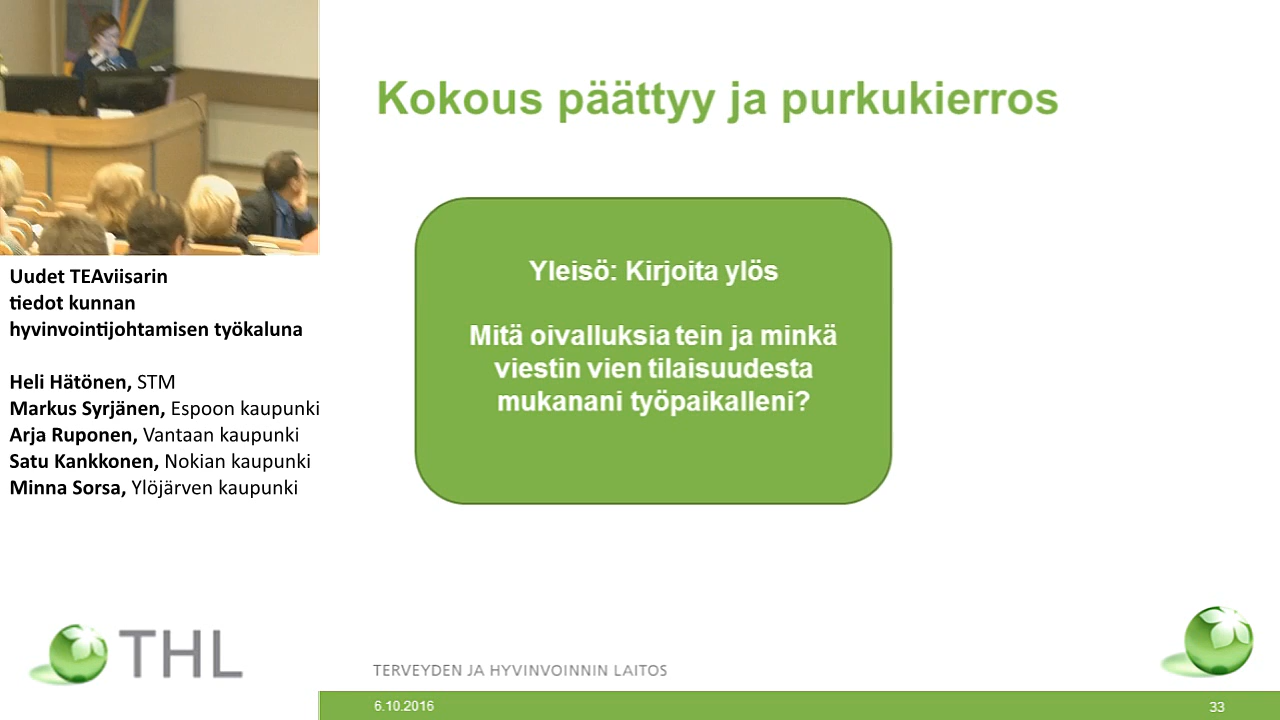 Kokous päättyy ja purkukierros
Yleisö: Kirjoita ylös
Mitä oivalluksia tein ja minkä
viestin vien tilaisuudesta
mukanani työpaikalleni?
Uudet TEAviisarin
tiedot kunnan
hyvinvointijohtamisen työkaluna
Heli Hätönen, STM
Markus Syrjänen, Espoon kaupunki
Arja Ruponen, Vantaan kaupunki
Satu Kankkonen, Nokian kaupunki
Minna Sorsa, Ylöjärven kaupunki
THL
TERVEYDEN JA HYVINVOINNIN LAITOS
6.10.2016
33